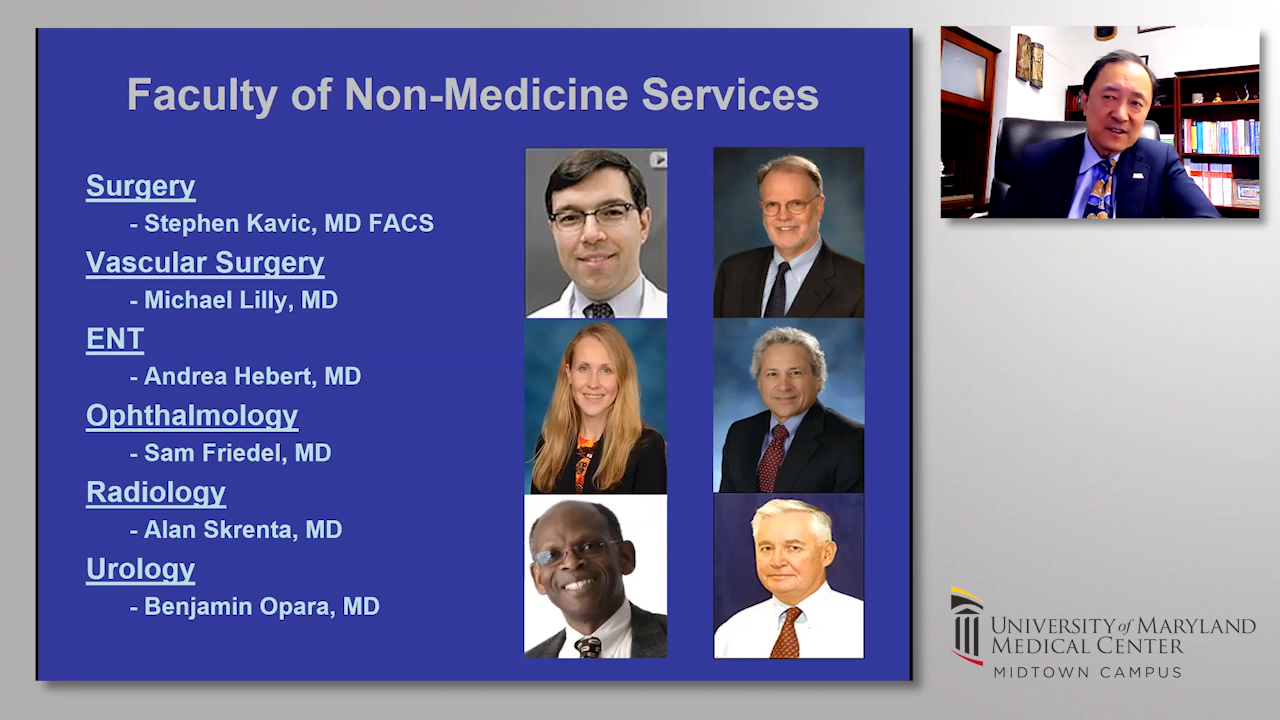 Faculty of Non-Medicine Services
Surgery
- Stephen Kavic, MD FACS
Vascular Surgery
- Michael Lilly, MD
ENT
- Andrea Hebert, MD
Ophthalmology
- Sam Friedel, MD
Radiology
- Alan Skrenta, MD
Urology
- Benjamin Opara, MD
UNIVERSITY of MARYLAND
MEDICAL CENTER
MIDTOWN CAMPUS